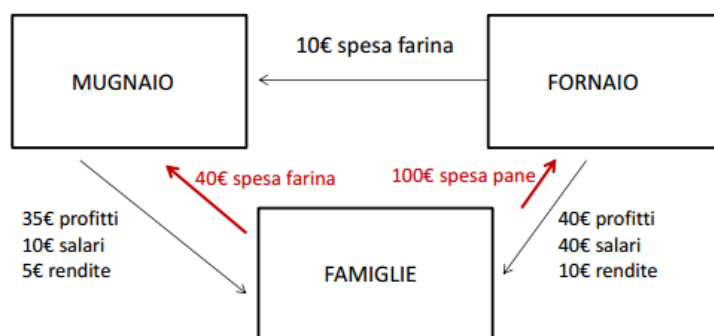 10€ spesa farina
MUGNAIO
FORNAIO
40€ spesa farina
100€ spesa pane
35€ profitti
10€ salari
5€ rendite
40€ profitti
40€ salari
10€ rendite
FAMIGLIE